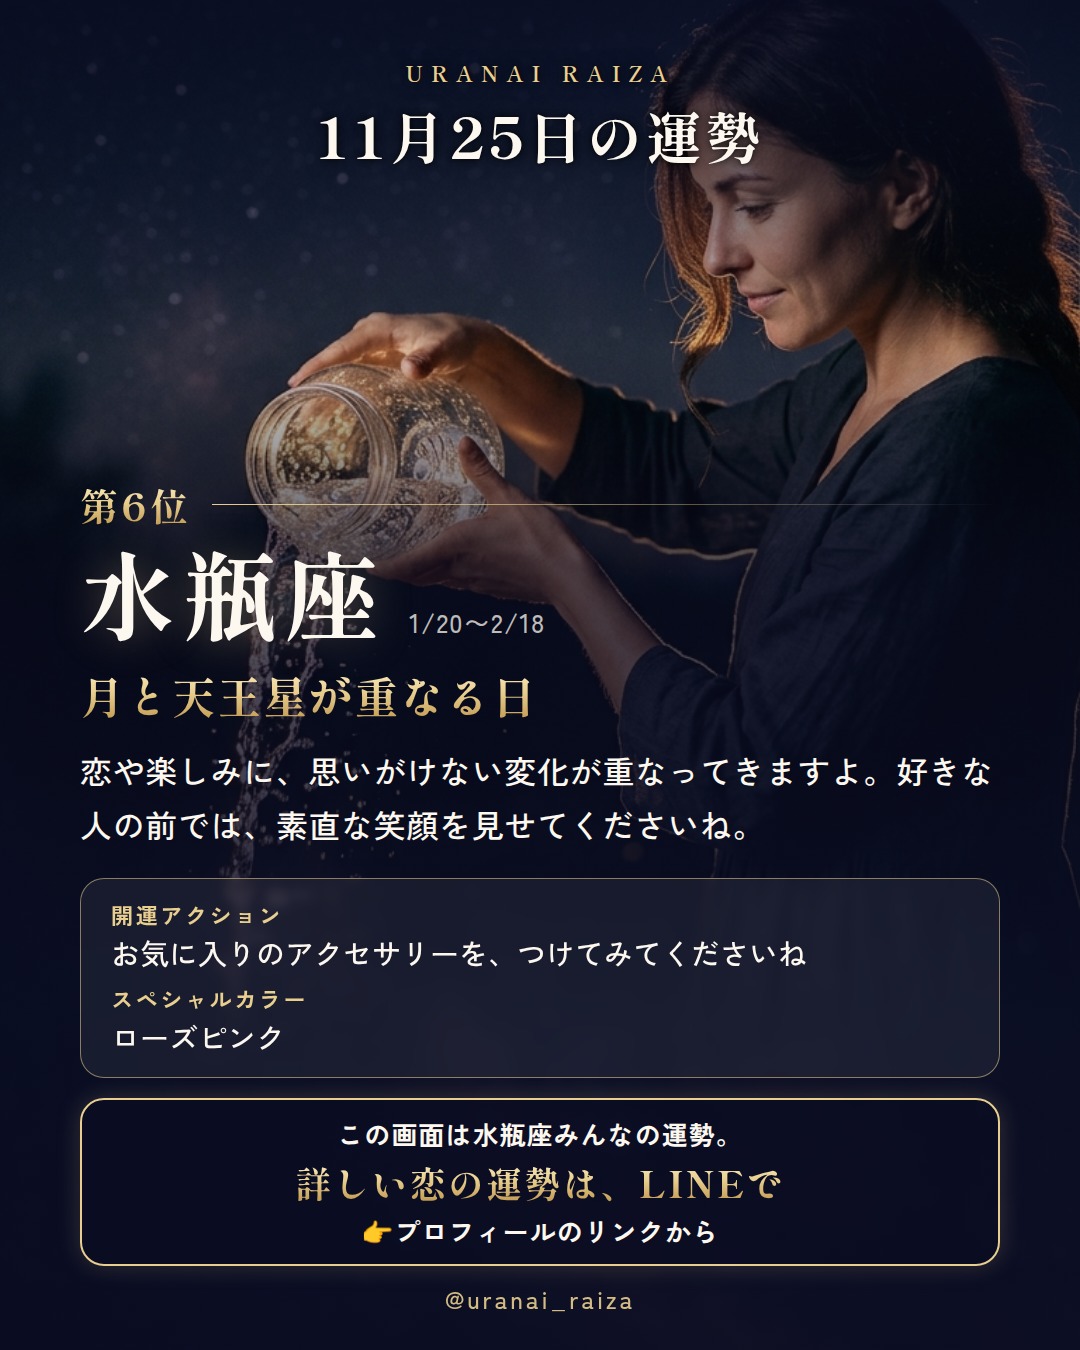 URANAI RAIZA
11月25日の運勢
第6位
水瓶座 1/20〜2/18
月と天王星が重なる日
恋や楽しみに、思いがけない変化が重なってきますよ。好きな
人の前では、素直な笑顔を見せてくださいね。
開運アクション
お気に入りのアクセサリーを、つけてみてくださいね
スペシャルカラー
ローズピンク
この画面は水瓶座みんなの運勢。
詳しい恋の運勢は、LINEで
👉プロフィールのリンクから
@uranai_raiza